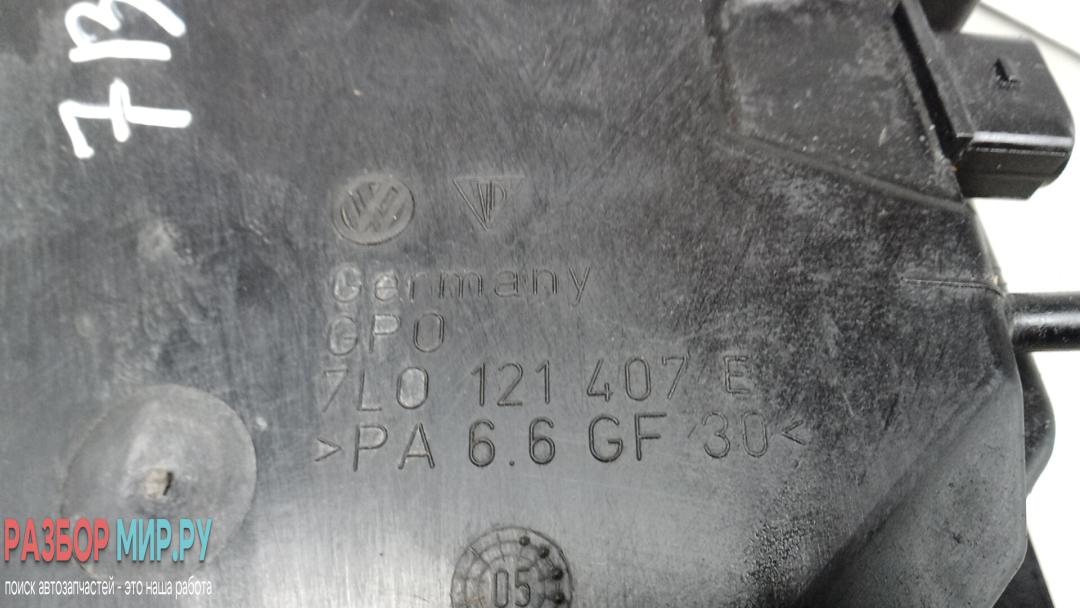 7 B
Germany
GPO
7L0 121 407 E
>PA 6.6 GF 30<
05
РАЗБОР МИР.РУ
поиск автозапчастей - это наша работа